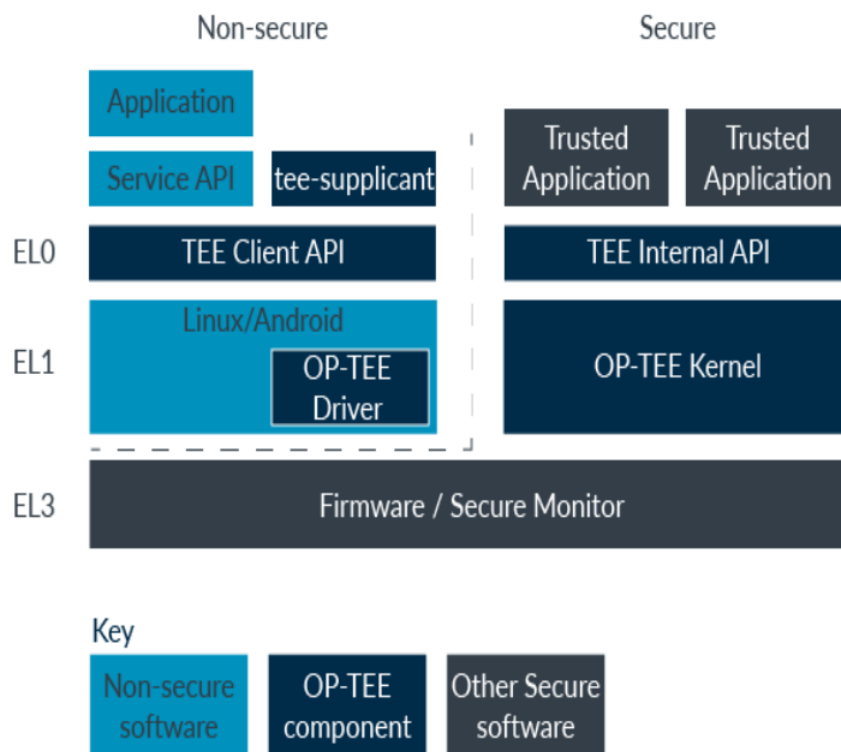 Non-secure
Secure
Application
Service API
tee-supplicant
Trusted
Application
Trusted
Application
EL0
TEE Client API
TEE Internal API
EL1
Linux/Android
OP-TEE
Driver
OP-TEE Kernel
EL3
Firmware / Secure Monitor
Key
Non-secure
software
OP-TEE
component
Other Secure
software